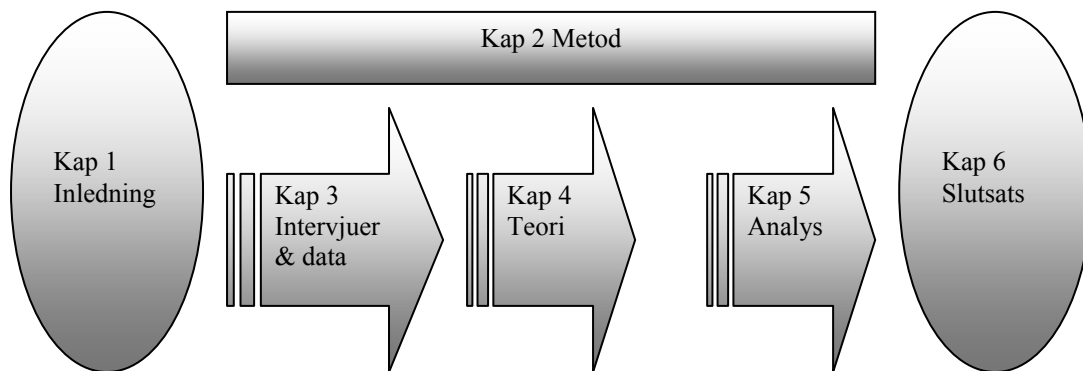 Kap 2 Metod
Kap 1
Inledning
Kap 3
Intervjuer
& data
Kap 4
Teori
Kap 5
Analys
Kap 6
Slutsats